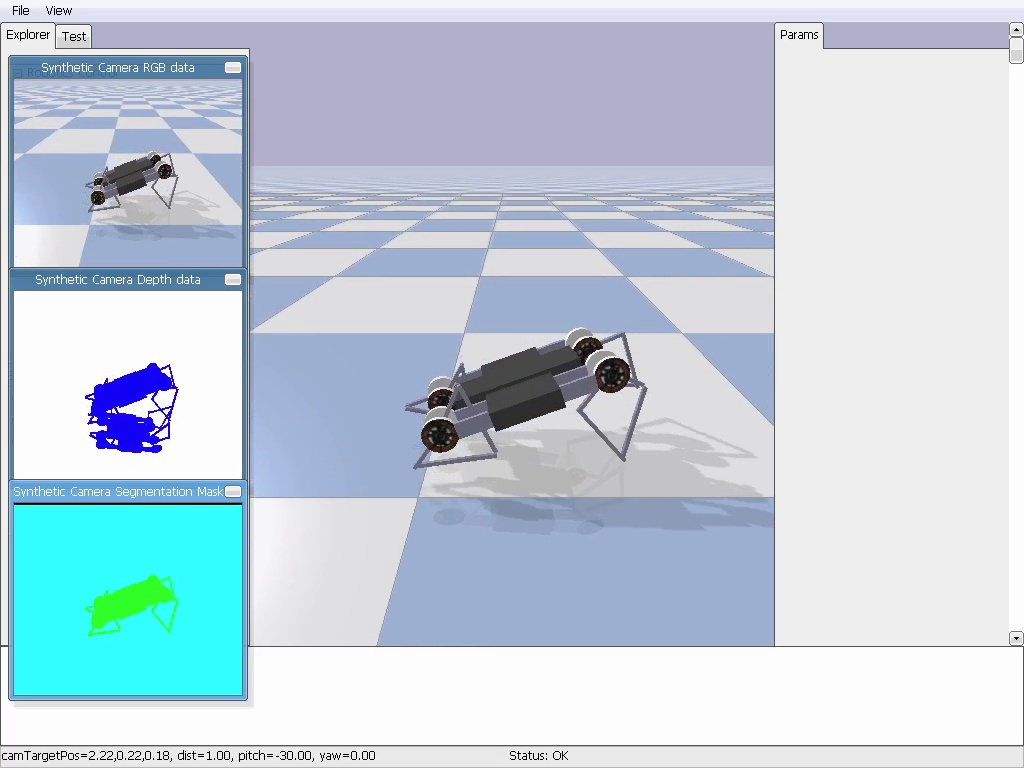 File View
Explorer Test
Params
Synthetic Camera RGB data
Synthetic Camera Depth data
Synthetic Camera Segmentation Mask
camTargetPos=2.22,0.22,0.18, dist=1.00, pitch=-30.00, yaw=0.00
Status: OK